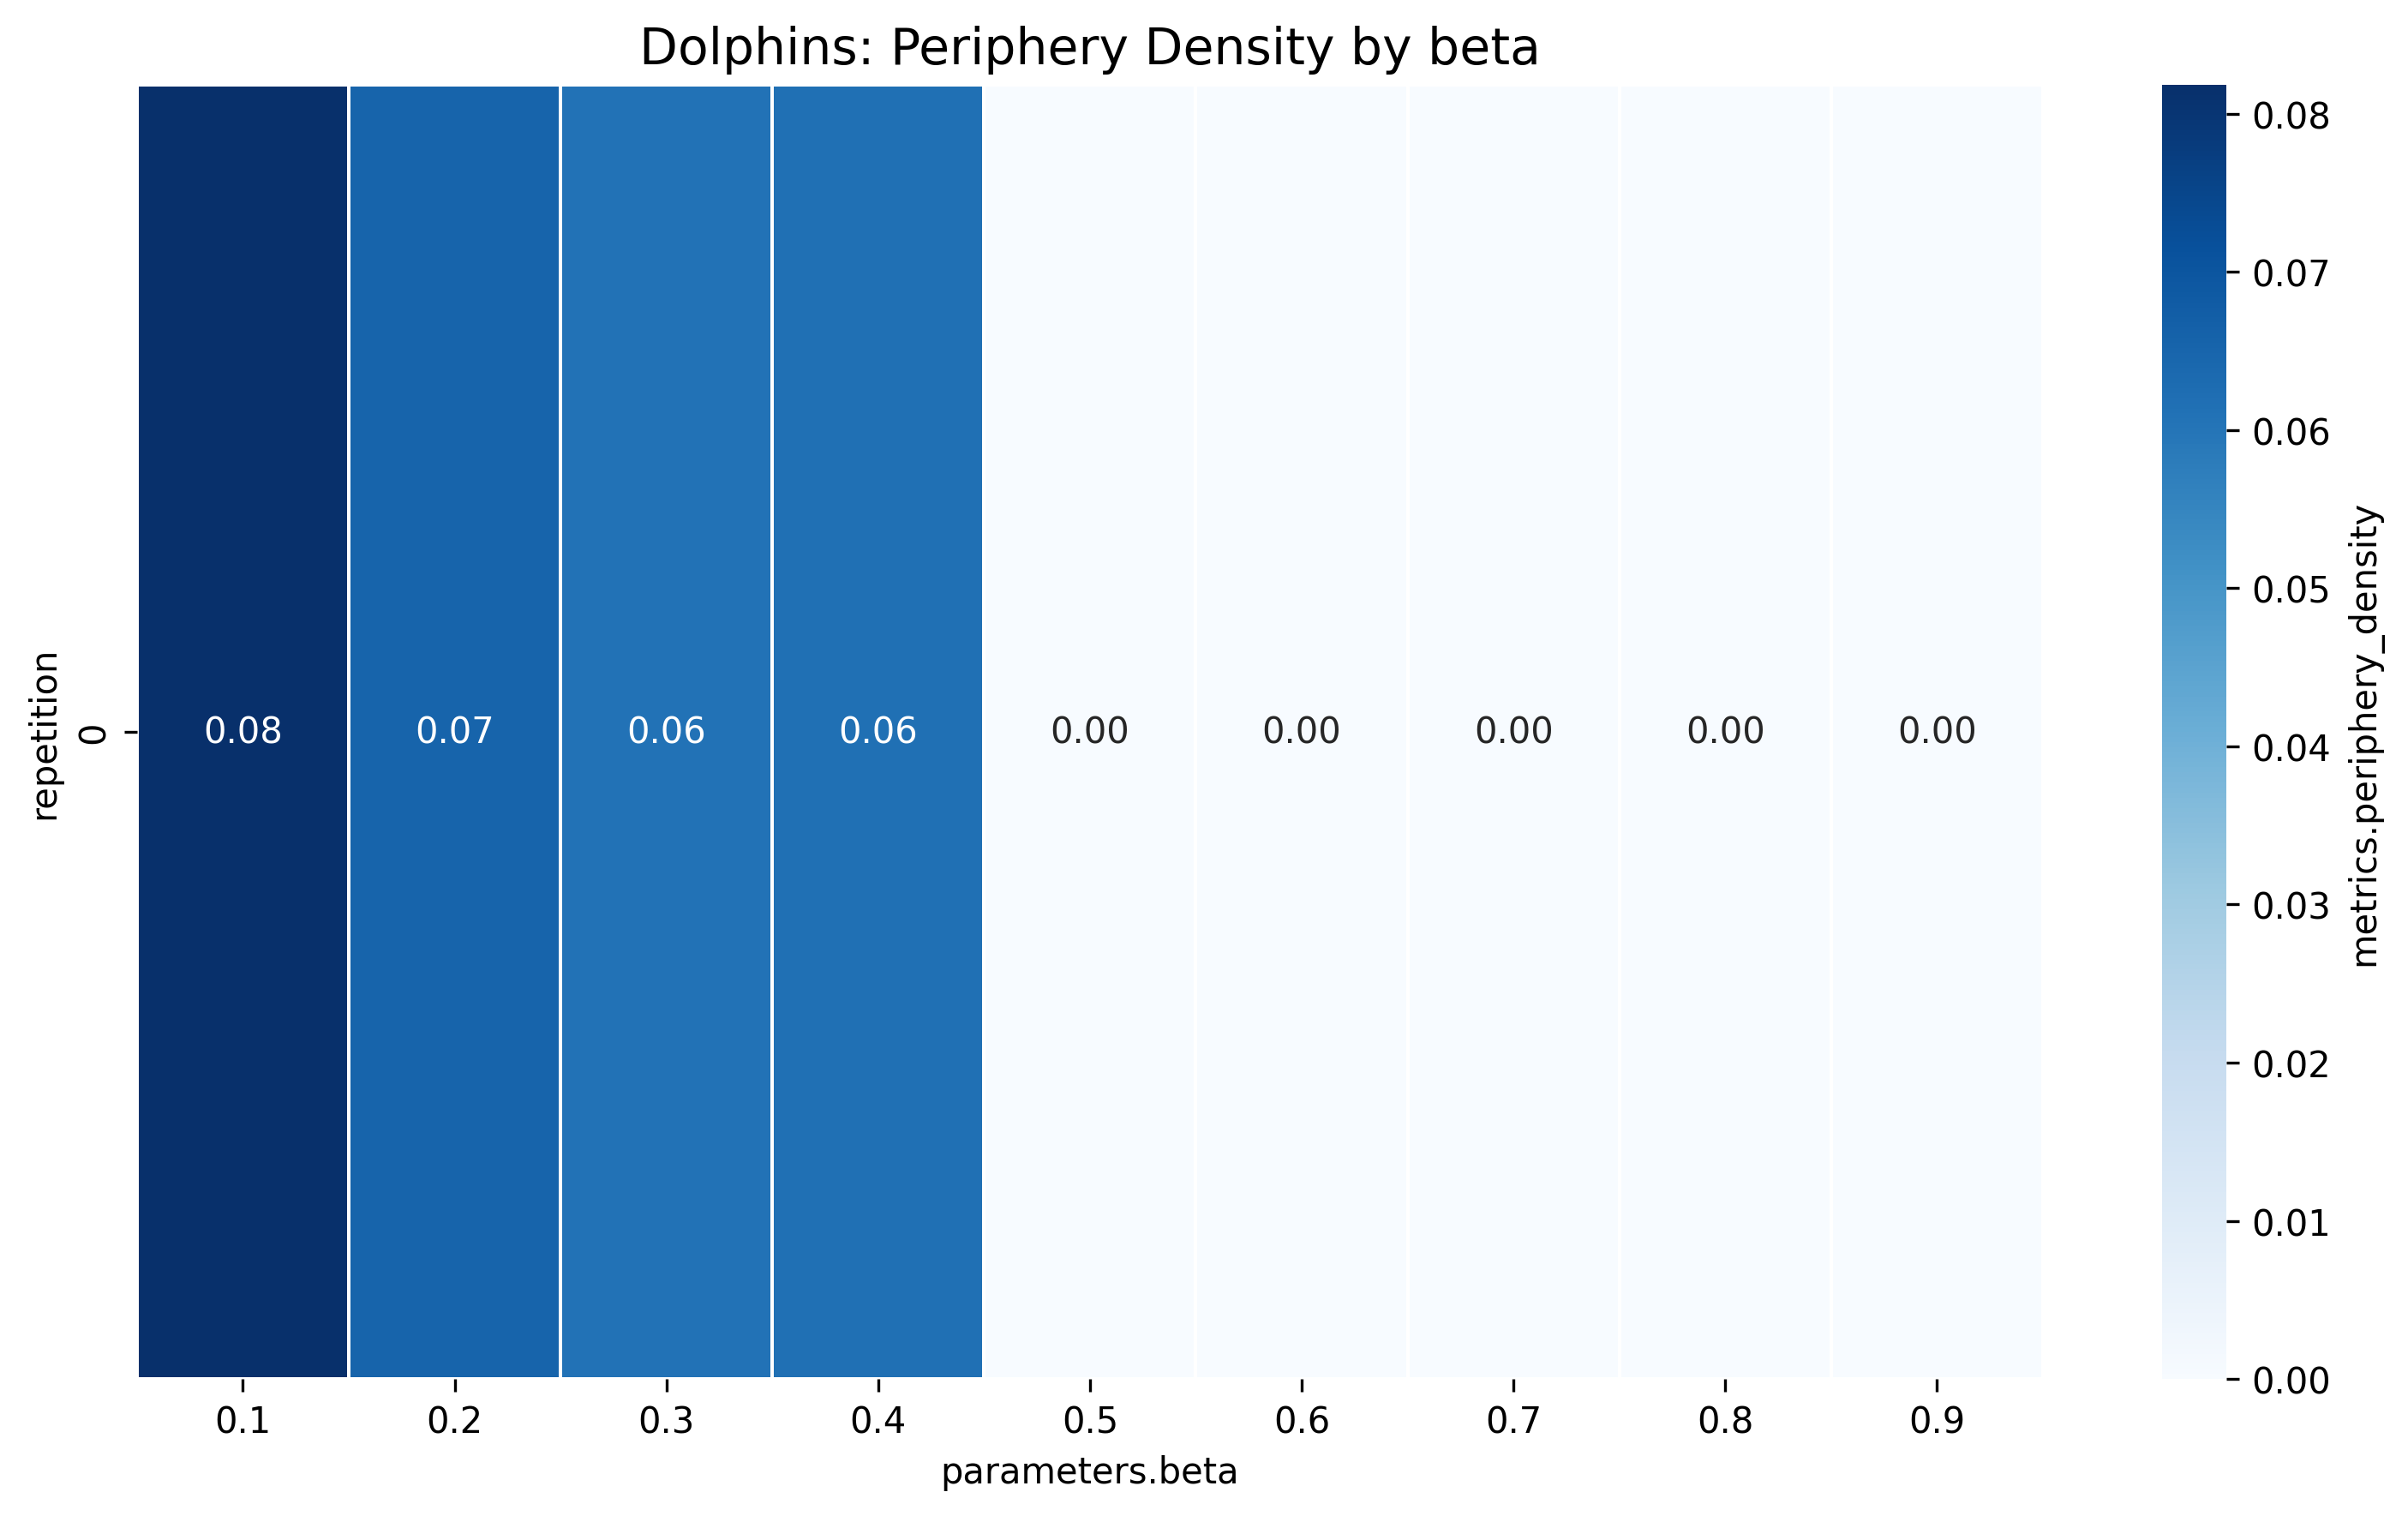 Dolphins: Periphery Density by beta
repetition
0
0.08 0.07 0.06 0.06 0.00 0.00 0.00 0.00 0.00
0.1 0.2 0.3 0.4 0.5 0.6 0.7 0.8 0.9
parameters.beta
0.08
0.07
0.06
0.05
0.04
0.03
0.02
0.01
0.00
metrics.periphery_density